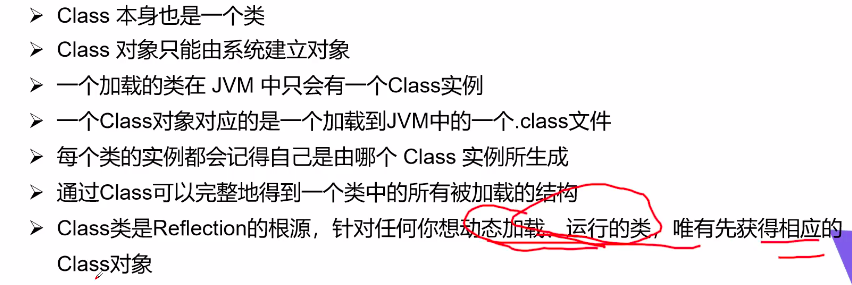 Class 本身也是一个类
Class 对象只能由系统建立对象
一个加载的类在 JVM 中只会有一个Class实例
一个Class对象对应的是一个加载到JVM中的一个.class文件
每个类的实例都会记得自己是由哪个 Class 实例所生成
通过Class可以完整地得到一个类中的所有被加载的结构
Class类是Reflection的根源，针对任何你想动态加载、运行的类，唯有先获得相应的
Class对象